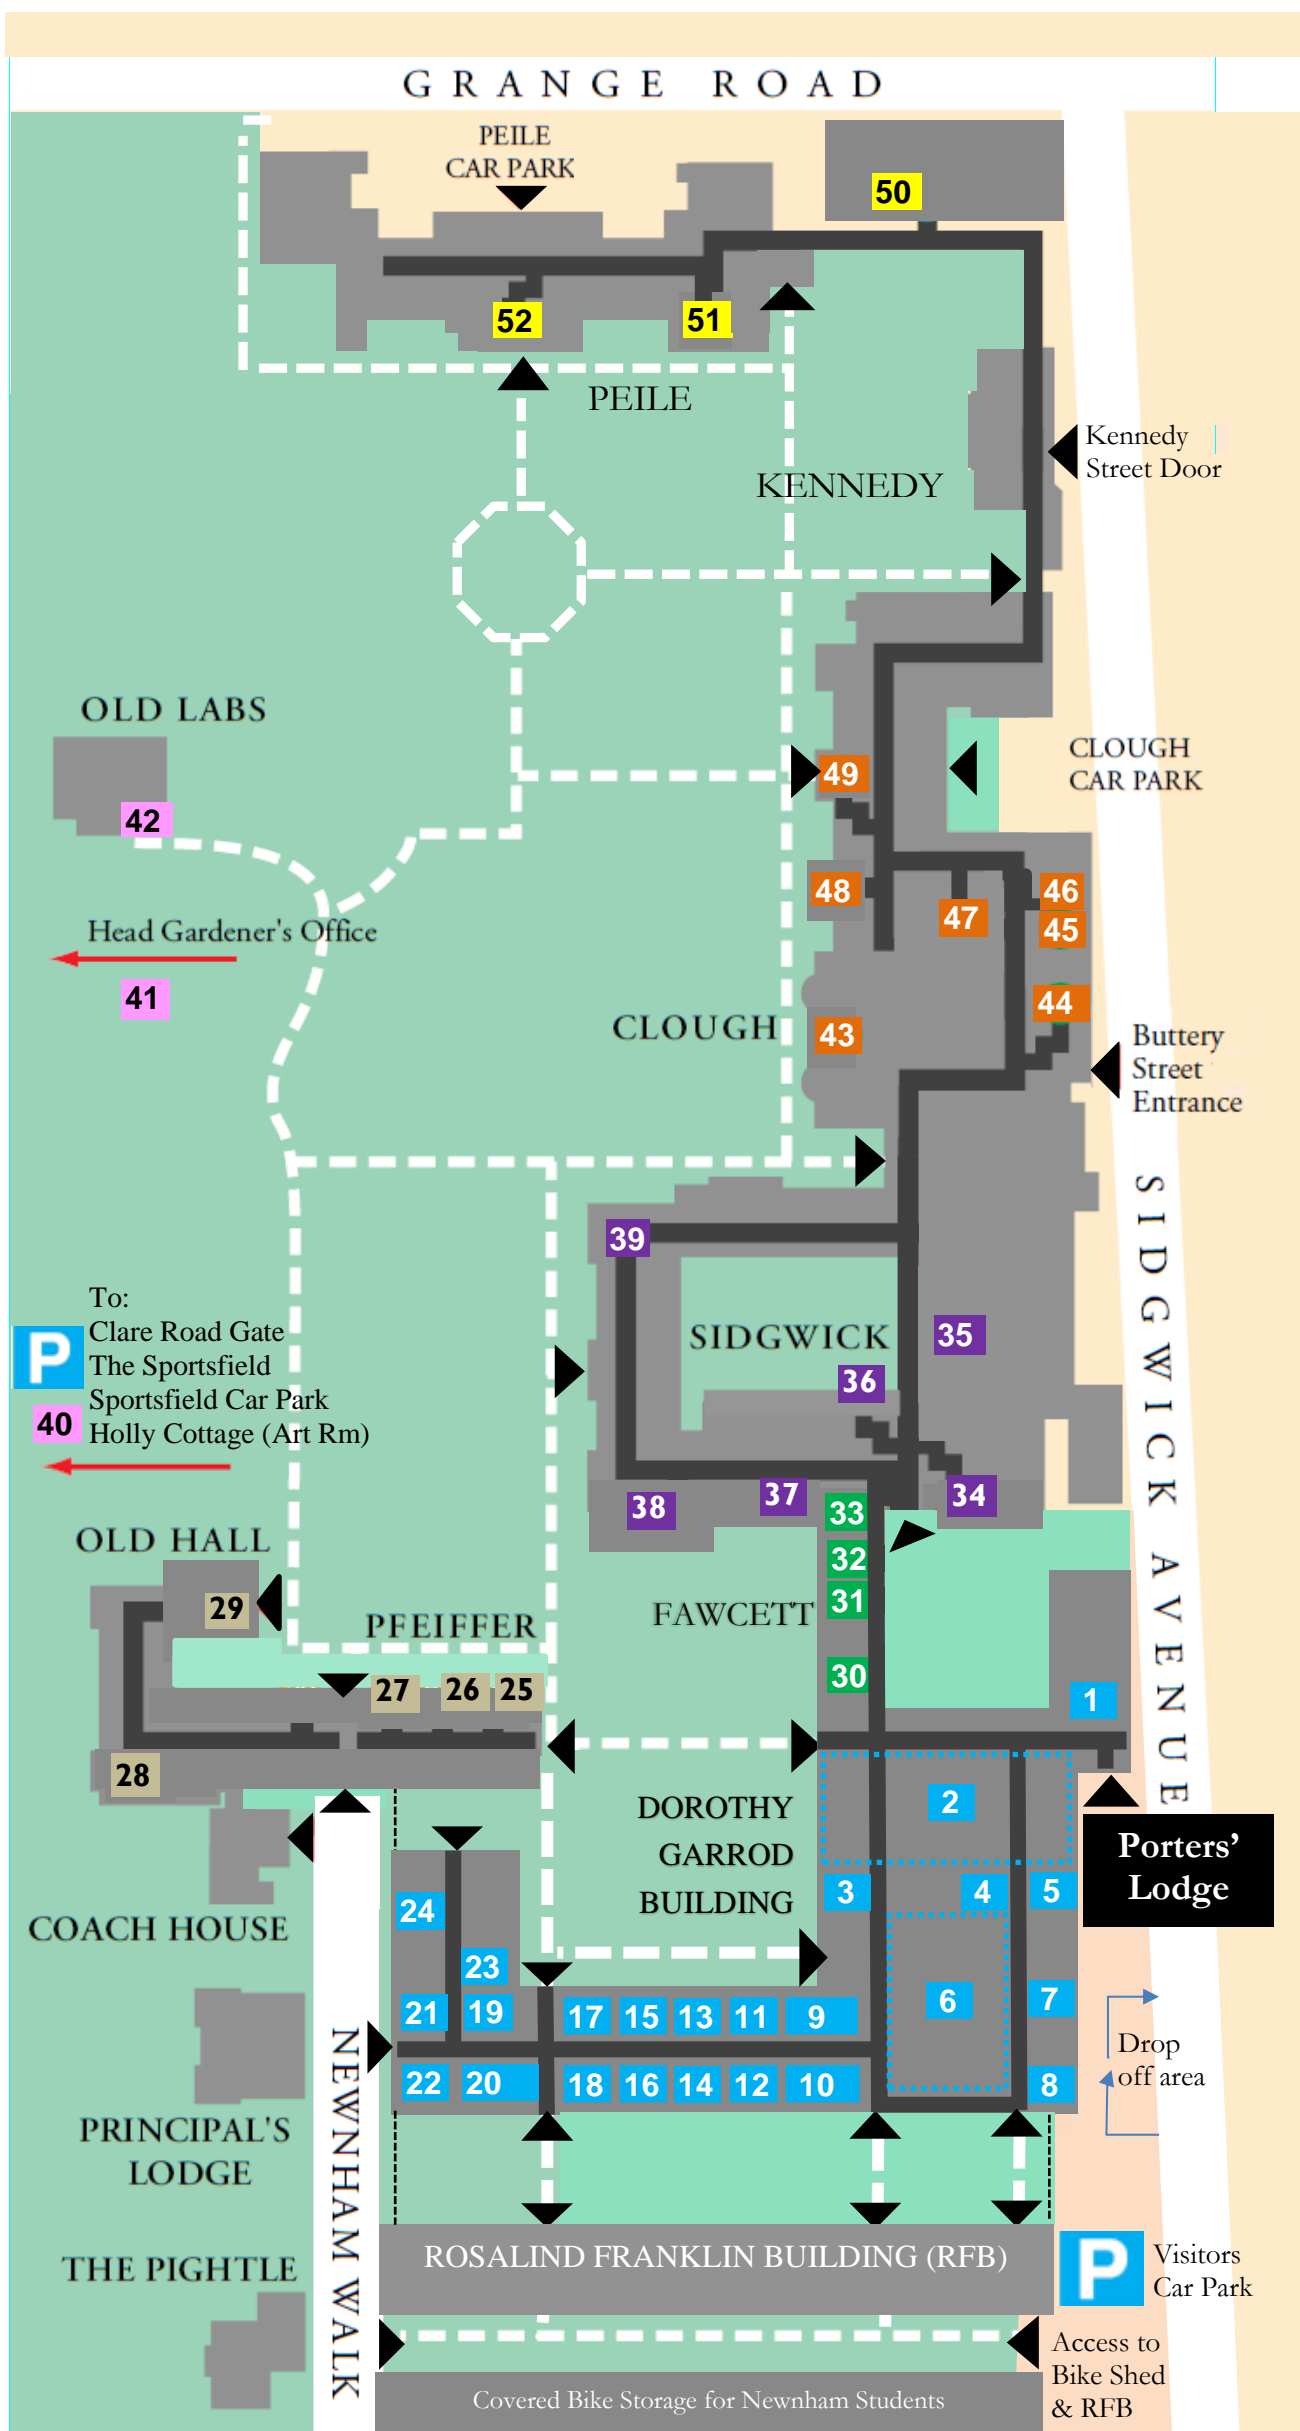 GRANGE ROAD
PEILE
CAR PARK
50
52
51
PEILE
Kennedy
Street Door
KENNEDY
OLD LABS
CLOUGH
CAR PARK
49
42
48
46
47
45
Head Gardener's Office
41
44
CLOUGH
43
Buttery
Street
Entrance
SIDGWICK AVENUE
39
To:
P
Clare Road Gate
The Sportsfield
Sportsfield Car Park
40
Holly Cottage (Art Rm)
SIDGWICK
35
36
38
37
34
33
OLD HALL
32
31
29
PFEIFFER
FAWCETT
30
27
26
25
1
28
2
DOROTHY
GARROD
BUILDING
Porters'
Lodge
3
4
5
24
COACH HOUSE
23
21
19
17
15
13
11
9
6
7
22
20
18
16
14
12
10
8
Drop
off area
NEWNHAM WALK
PRINCIPAL'S
LODGE
THE PIGHTLE
ROSALIND FRANKLIN BUILDING (RFB)
P
Visitors
Car Park
Access to
Bike Shed
& RFB
Covered Bike Storage for Newnham Students